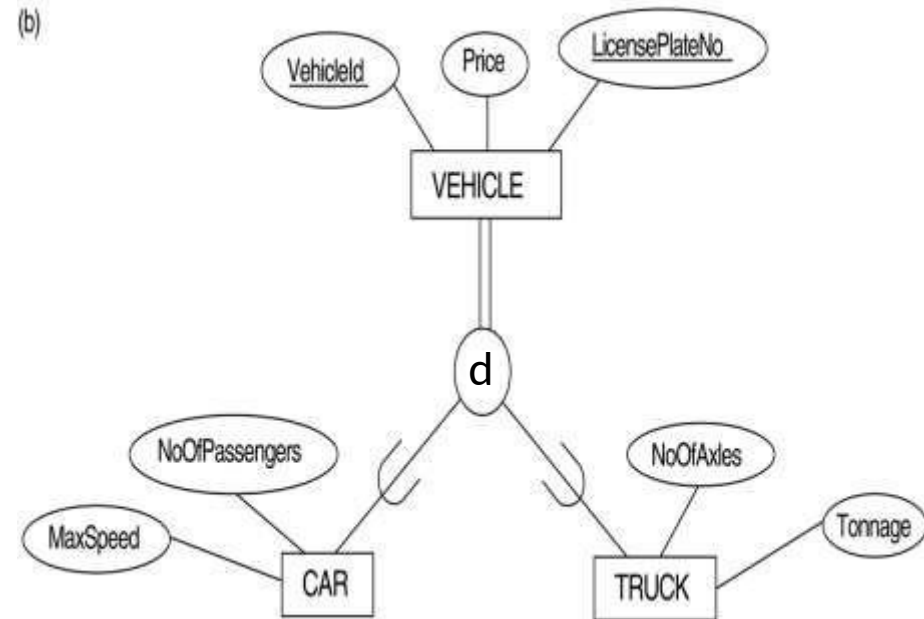 (b)
VehicleId
Price
LicensePlateNo
VEHICLE
d
NoOfPassengers
NoOfAxles
MaxSpeed
Tonnage
CAR
TRUCK